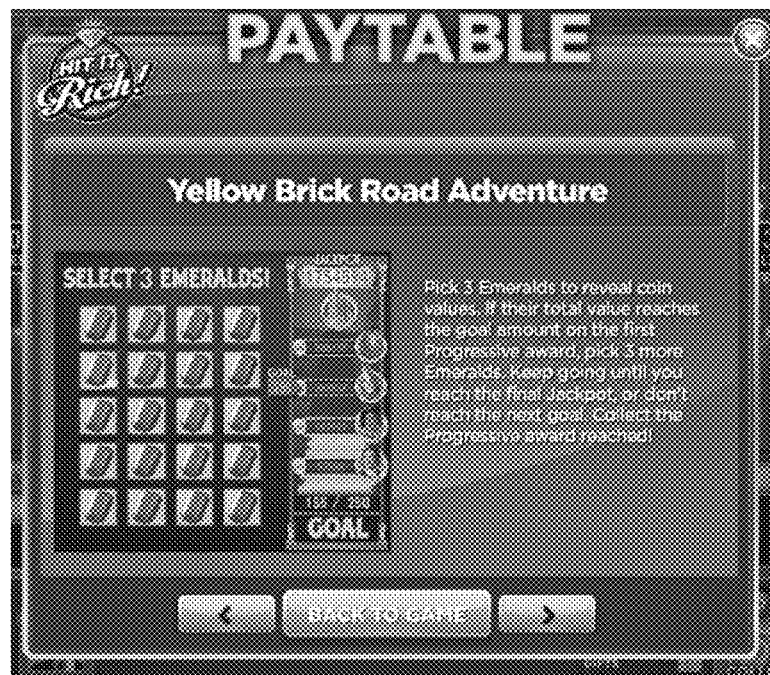 PAYTABLE
HIT IT
Rich!
Yellow Brick Road Adventure
SELECT 3 EMERALDS!
Pick 3 Emeralds to reveal coin
values. If their total value reaches
the goal amount on the first
Progressive award, pick 3 more
Emeralds. Keep going until you
reach the final Jackpot, or don't
reach the next goal. Collect the
Progressive award reached!
GOAL
BACK TO GAME